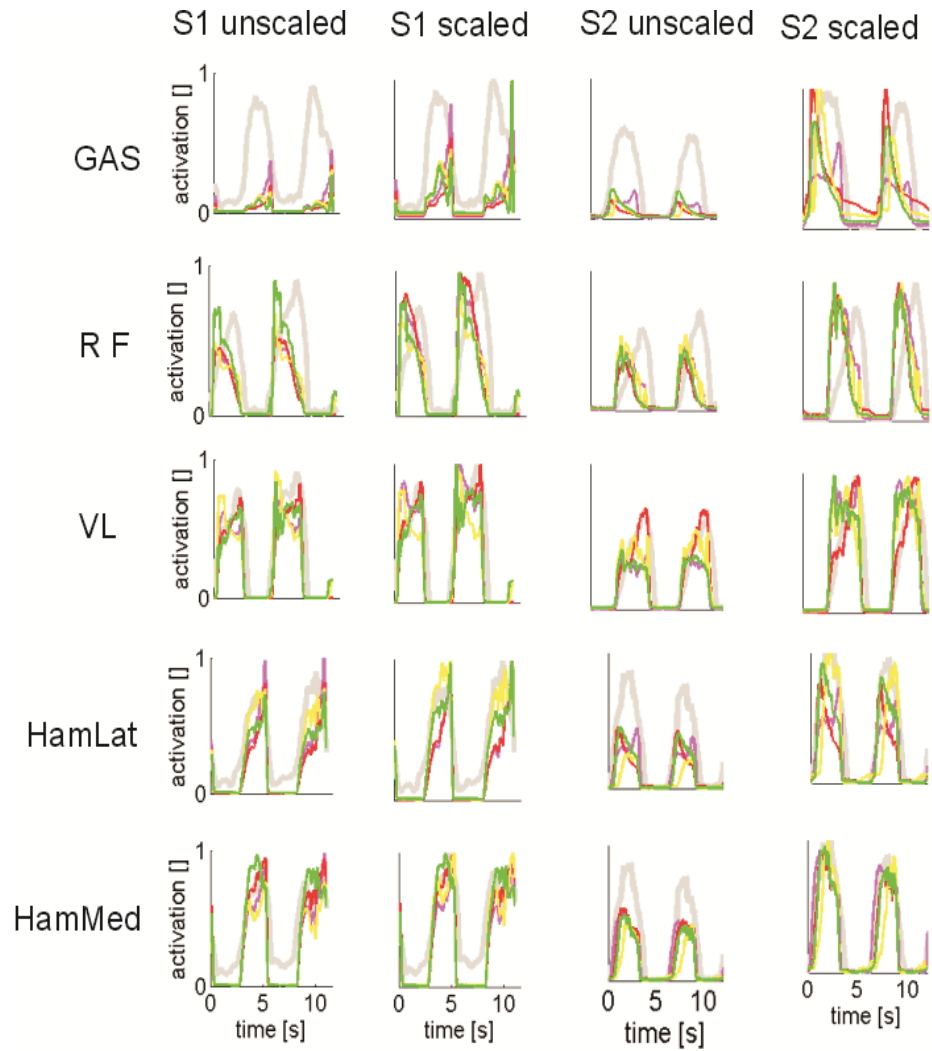 S1 unscaled S1 scaled S2 unscaled S2 scaled
GAS
activation []
1
0
R F
activation []
1
0
VL
activation []
1
0
HamLat
activation []
1
0
HamMed
activation []
1
0
0 5 10 0 5 10 0 5 10 0 5 10
time [s] time [s] time [s] time [s]